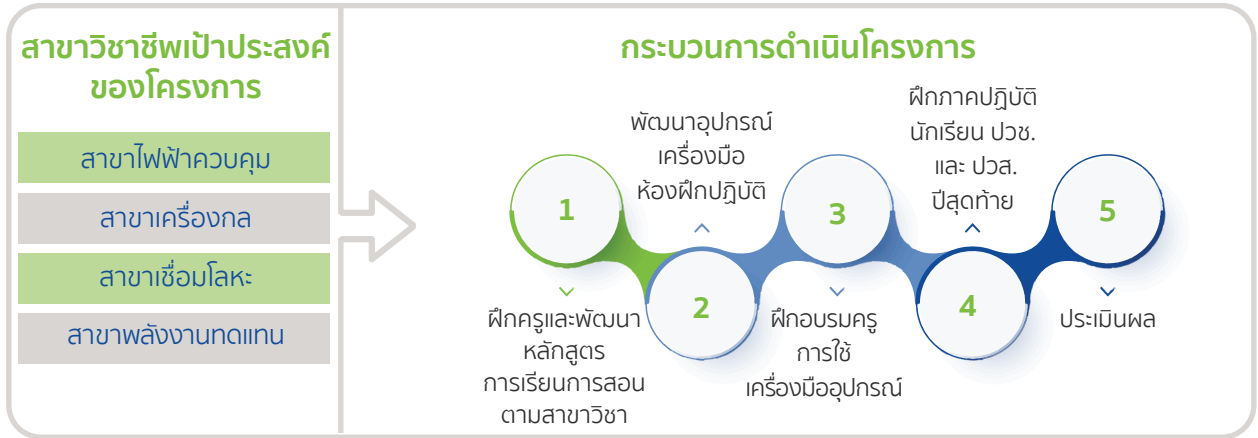 สาขาวิชาชีพเป้าประสงค์
ของโครงการ
สาขาไฟฟ้าควบคุม
สาขาเครื่องกล
สาขาเชื่อมโลหะ
สาขาพลังงานทดแทน
กระบวนการดำเนินโครงการ
1
ฝึกครูและพัฒนา
หลักสูตร
การเรียนการสอน
ตามสาขาวิชา
พัฒนาอุปกรณ์
เครื่องมือ
ห้องฝึกปฏิบัติ
2
3
ฝึกอบรมครู
การใช้
เครื่องมืออุปกรณ์
ฝึกภาคปฏิบัติ
นักเรียน ปวช.
และ ปวส.
ปีสุดท้าย
4
5
ประเมินผล